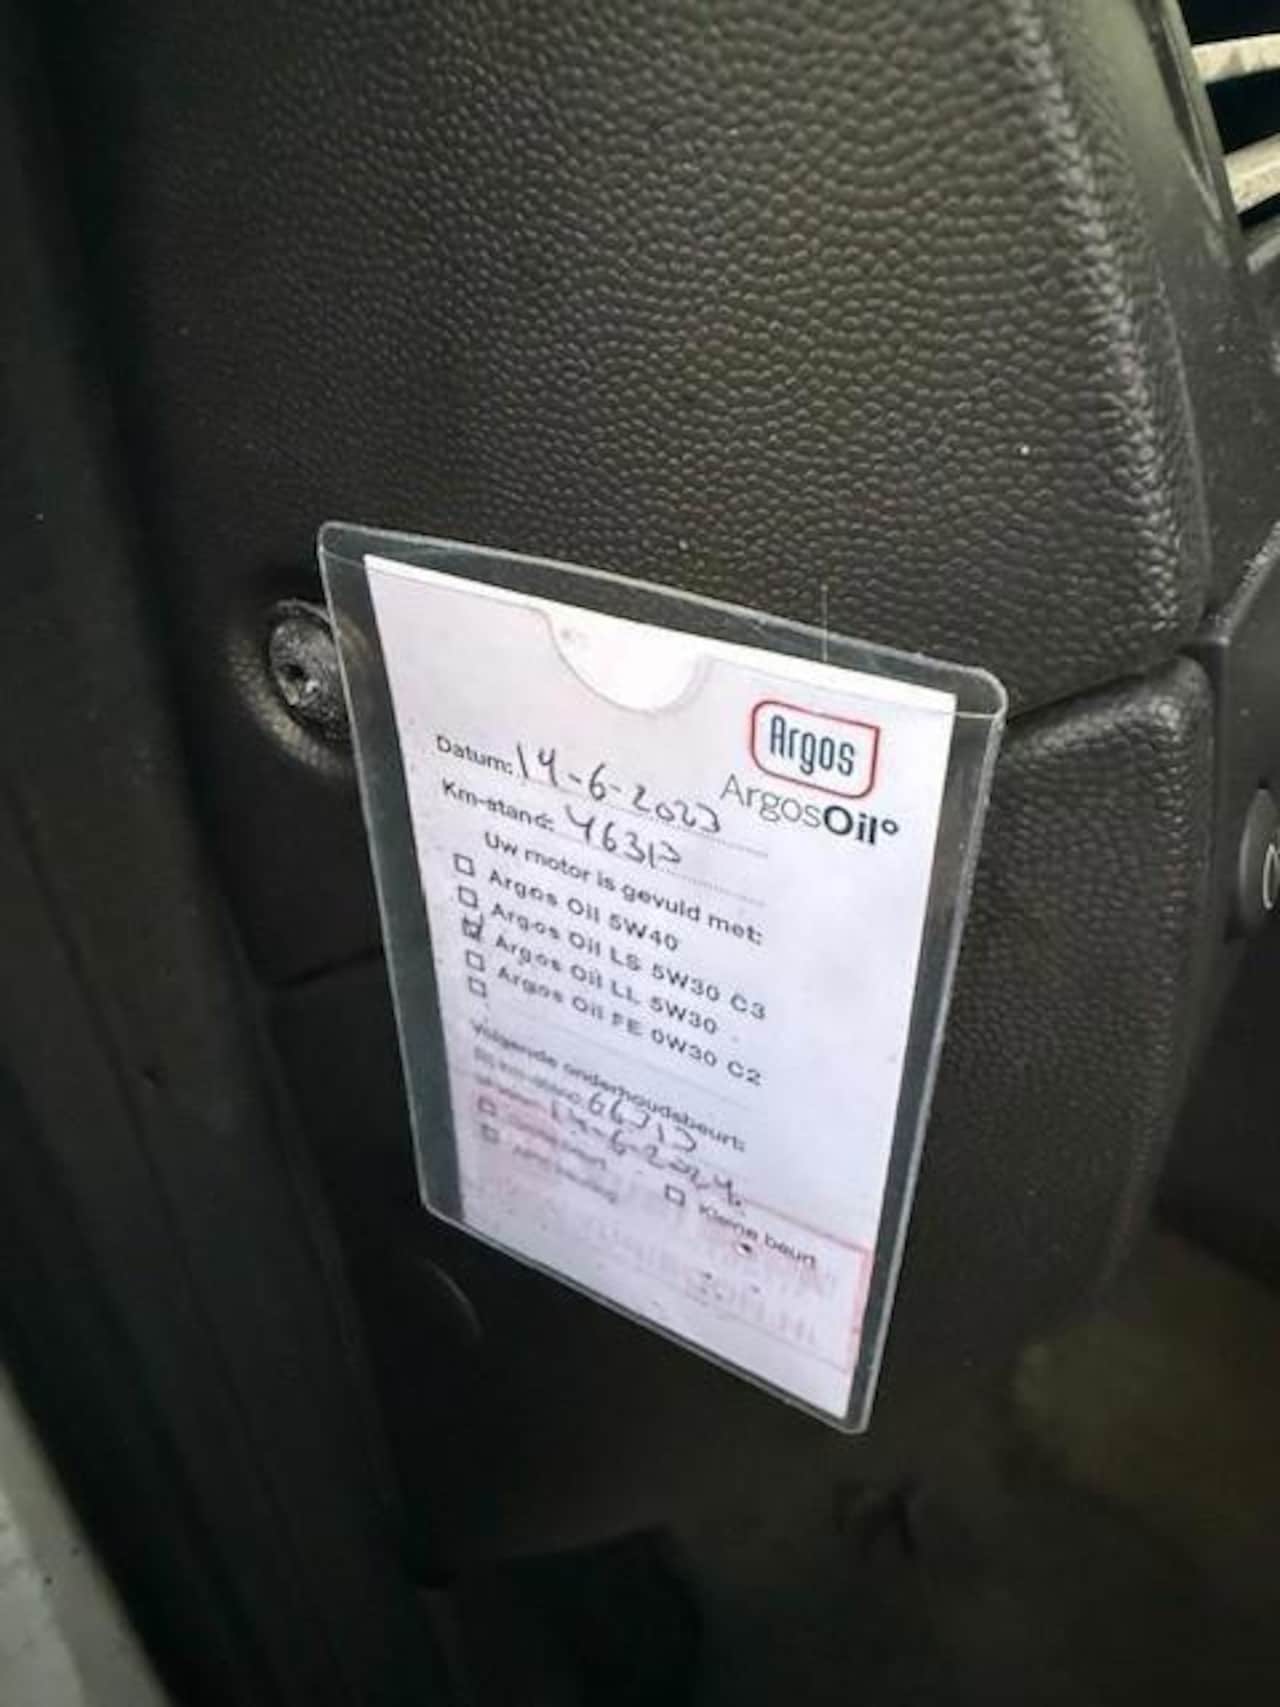 Argos
ArgosOil
Datum: 14-6-2023
Km-stand: 46313
Uw motor is gevuld met:
Argos Oil 5W40
Argos Oil LS 5W30 C3
Argos Oil LL 5W30
Argos Oil FE 0W30 C2
Volgende onderhoudsbeurt:
Km-stand: 66313
14-6-2024
Kleine beurt